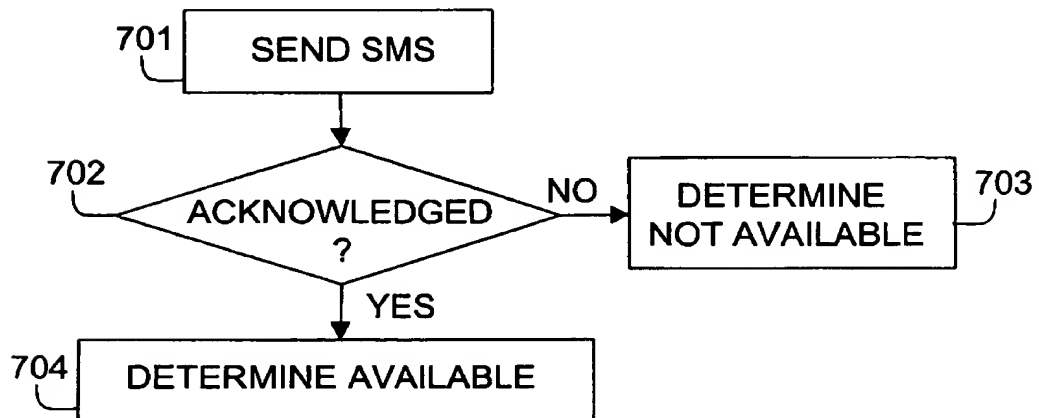 701
SEND SMS
702
ACKNOWLEDGED
?
NO
DETERMINE
NOT AVAILABLE
703
YES
704
DETERMINE AVAILABLE